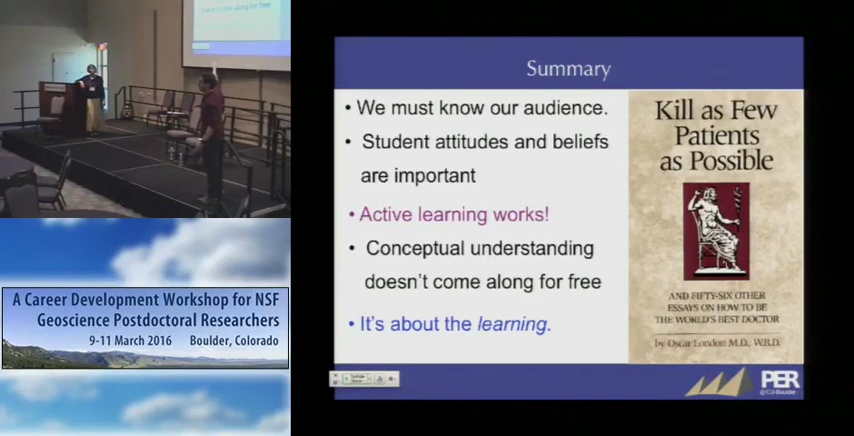 A Career Development Workshop for NSF
Geoscience Postdoctoral Researchers
9-11 March 2016 Boulder, Colorado
Summary
• We must know our audience.
• Student attitudes and beliefs
are important
• Active learning works!
• Conceptual understanding
doesn't come along for free
• It's about the learning.
Kill as Few
Patients
as Possible
AND FIFTY-SIX OTHER
ESSAYS ON HOW TO BE
THE WORLD'S BEST DOCTOR
by Oscar London M.D., W.B.D.
PER
@CU-Boulder